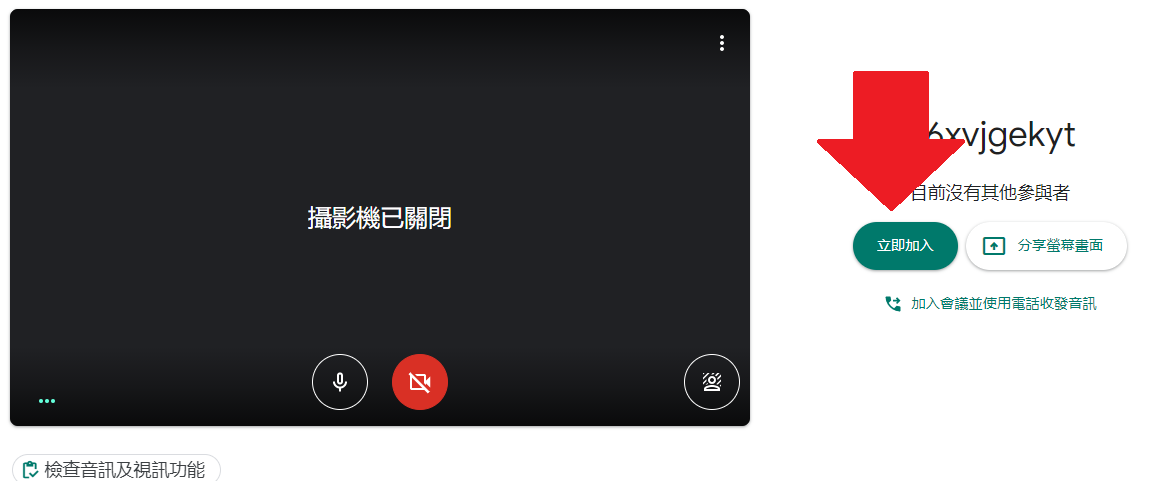 攝影機已關閉
6xvjgekyt
目前沒有其他參與者
立即加入
分享螢幕畫面
加入會議並使用電話收發音訊
檢查音訊及視訊功能